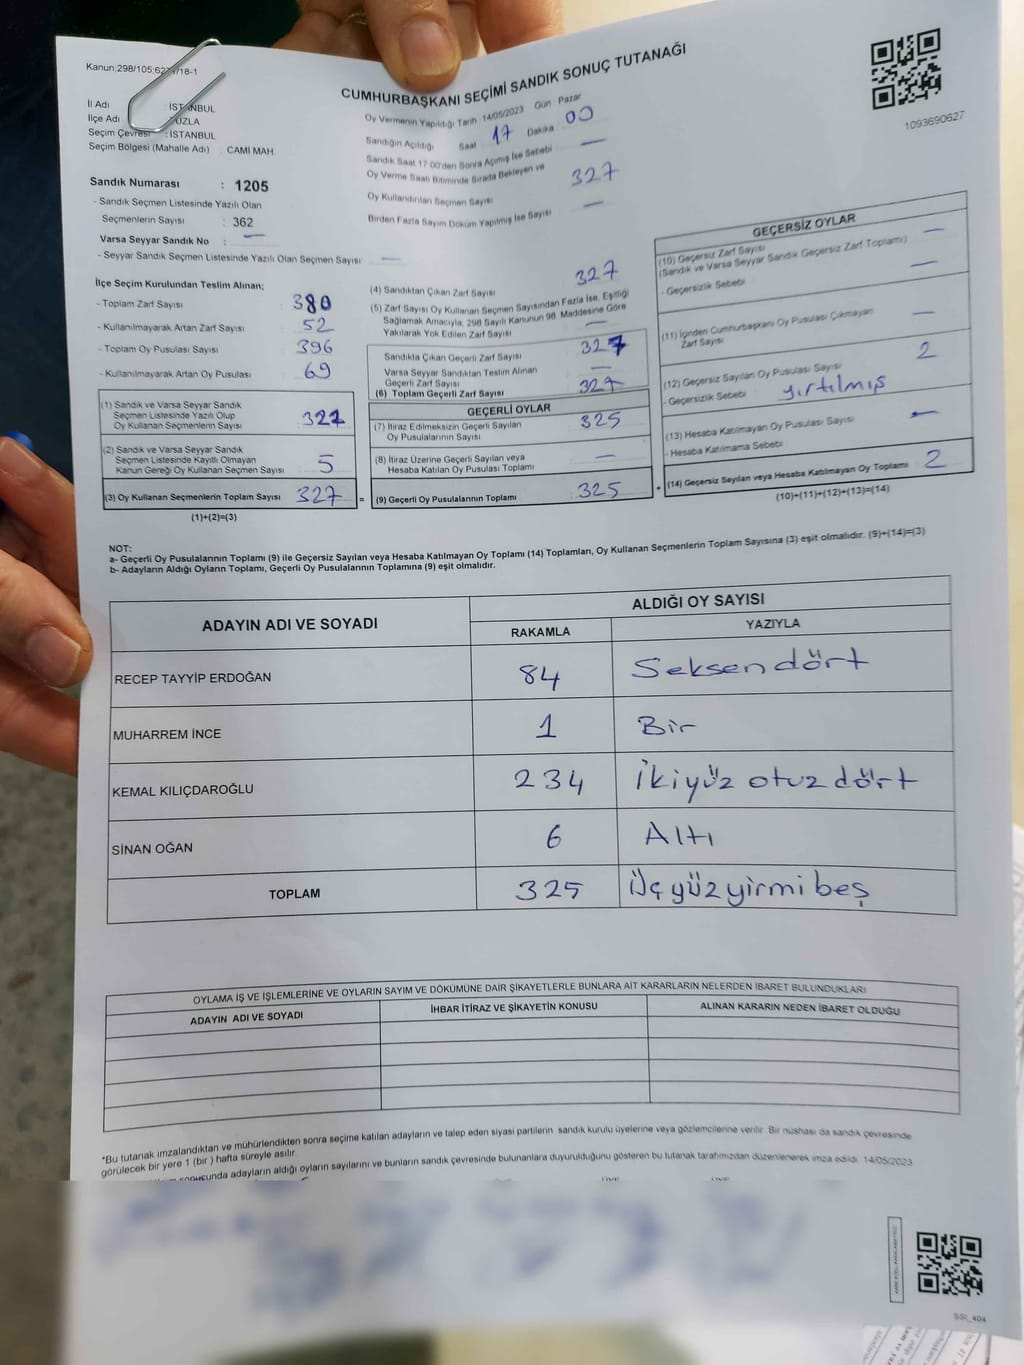 Kanun:298/105;627/18-1
CUMHURBAŞKANI SEÇİMİ SANDIK SONUÇ TUTANAĞI
1093690627
İl Adı : İSTANBUL
İlçe Adı UZLA
Seçim Çevresi : İSTANBUL
Seçim Bölgesi (Mahalle Adı) CAMİ MAH.
Sandık Numarası : 1205
- Sandık Seçmen Listesinde Yazılı Olan
Seçmenlerin Sayısı : 362
Varsa Seyyar Sandık No : —
- Seyyar Sandık Seçmen Listesinde Yazılı Olan Seçmen Sayısı —
Oy Vermenin Yapıldığı Tarih 14/05/2023 Gün : Pazar
Sandığın Açıldığı Saat 17 Dakika 00
Sandık Saat 17.00'den Sonra Açılmış İse Sebebi —
Oy Verme Saati Bitiminde Sırada Bekleyen ve
Oy Kullandırılan Seçmen Sayısı 327
Birden Fazla Sayım Döküm Yapılmış İse Sayısı —
İlçe Seçim Kurulundan Teslim Alınan;
- Toplam Zarf Sayısı 380
- Kullanılmayarak Artan Zarf Sayısı : 52
- Toplam Oy Pusulası Sayısı : 396
- Kullanılmayarak Artan Oy Pusulası : 69
(1) Sandık ve Varsa Seyyar Sandık
Seçmen Listesinde Yazılı Olup
Oy Kullanan Seçmenlerin Sayısı : 322
(2) Sandık ve Varsa Seyyar Sandık
Seçmen Listesinde Kayıtlı Olmayan
Kanun Gereği Oy Kullanan Seçmen Sayısı : 5
(3) Oy Kullanan Seçmenlerin Toplam Sayısı 327 =
(1)+(2)=(3)
(4) Sandıktan Çıkan Zarf Sayısı 327
(5) Zarf Sayısı Oy Kullanan Seçmen Sayısından Fazla İse, Eşitliği
Sağlamak Amacıyla, 298 Sayılı Kanunun 98. Maddesine Göre
Yakılarak Yok Edilen Zarf Sayısı : —
Sandıkta Çıkan Geçerli Zarf Sayısı : 327
Varsa Seyyar Sandıktan Teslim Alınan
Geçerli Zarf Sayısı : —
(6) Toplam Geçerli Zarf Sayısı : 327
GEÇERLİ OYLAR
(7) İtiraz Edilmeksizin Geçerli Sayılan
Oy Pusulalarının Sayısı : 325
(8) İtiraz Üzerine Geçerli Sayılan veya
Hesaba Katılan Oy Pusulası Toplamı : —
(9) Geçerli Oy Pusulalarının Toplamı : 325 +
GEÇERSİZ OYLAR
(10) Geçersiz Zarf Sayısı —
(Sandık ve Varsa Seyyar Sandık Geçersiz Zarf Toplamı)
- Geçersizlik Sebebi —
(11) İçinden Cumhurbaşkanı Oy Pusulası Çıkmayan
Zarf Sayısı —
(12) Geçersiz Sayılan Oy Pusulası Sayısı 2
- Geçersizlik Sebebi yırtılmış
(13) Hesaba Katılmayan Oy Pusulası Sayısı —
- Hesaba Katılmama Sebebi
(14) Geçersiz Sayılan veya Hesaba Katılmayan Oy Toplamı 2
(10)+(11)+(12)+(13)=(14)
NOT:
a- Geçerli Oy Pusulalarının Toplamı (9) ile Geçersiz Sayılan veya Hesaba Katılmayan Oy Toplamı (14) Toplamları, Oy Kullanan Seçmenlerin Toplam Sayısına (3) eşit olmalıdır. (9)+(14)=(3)
b- Adayların Aldığı Oyların Toplamı, Geçerli Oy Pusulalarının Toplamına (9) eşit olmalıdır.
ADAYIN ADI VE SOYADI ALDIĞI OY SAYISI
RAKAMLA YAZIYLA
RECEP TAYYİP ERDOĞAN 84 Seksendört
MUHARREM İNCE 1 Bir
KEMAL KILIÇDAROĞLU 234 ikiyüz otuz dört
SİNAN OĞAN 6 Altı
TOPLAM 325 Üçyüzyirmibeş
OYLAMA İŞ VE İŞLEMLERİNE VE OYLARIN SAYIM VE DÖKÜMÜNE DAİR ŞİKAYETLERLE BUNLARA AİT KARARLARIN NELERDEN İBARET BULUNDUKLARI
ADAYIN ADI VE SOYADI İHBAR İTİRAZ VE ŞİKAYETİN KONUSU ALINAN KARARIN NEDEN İBARET OLDUĞU
*Bu tutanak imzalandıktan ve mühürlendikten sonra seçime katılan adayların ve talep eden siyasi partilerin sandık kurulu üyelerine veya gözlemcilerine verilir. Bir nüshası da sandık çevresinde
görülecek bir yere 1 (bir ) hafta süreyle asılır.
sonucunda adayların aldığı oyların sayılarını ve bunların sandık çevresinde bulunanlara duyurulduğunu gösteren bu tutanak tarafımızdan düzenlenerek imza edildi. 14/05/2023
SSI_404